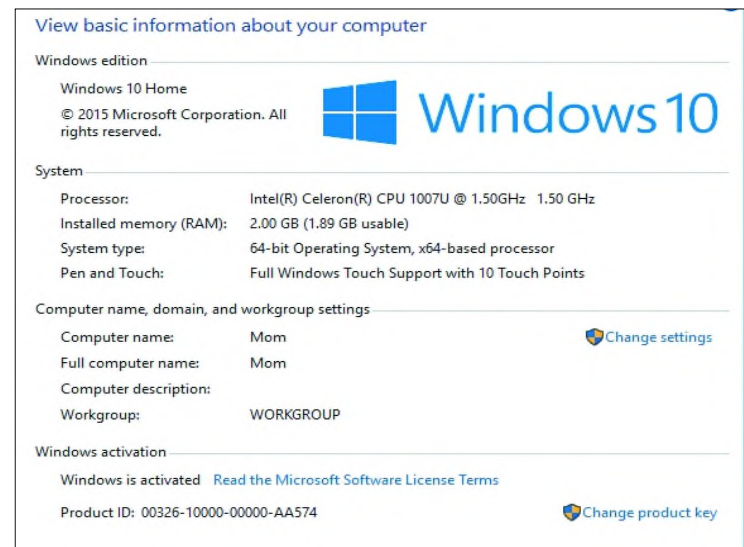 View basic information about your computer
Windows edition
Windows 10 Home
© 2015 Microsoft Corporation. All
rights reserved.
Windows 10
System
Processor: Intel(R) Celeron(R) CPU 1007U @ 1.50GHz 1.50 GHz
Installed memory (RAM): 2.00 GB (1.89 GB usable)
System type: 64-bit Operating System, x64-based processor
Pen and Touch: Full Windows Touch Support with 10 Touch Points
Computer name, domain, and workgroup settings
Computer name: Mom Change settings
Full computer name: Mom
Computer description:
Workgroup: WORKGROUP
Windows activation
Windows is activated Read the Microsoft Software License Terms
Product ID: 00326-10000-00000-AA574 Change product key